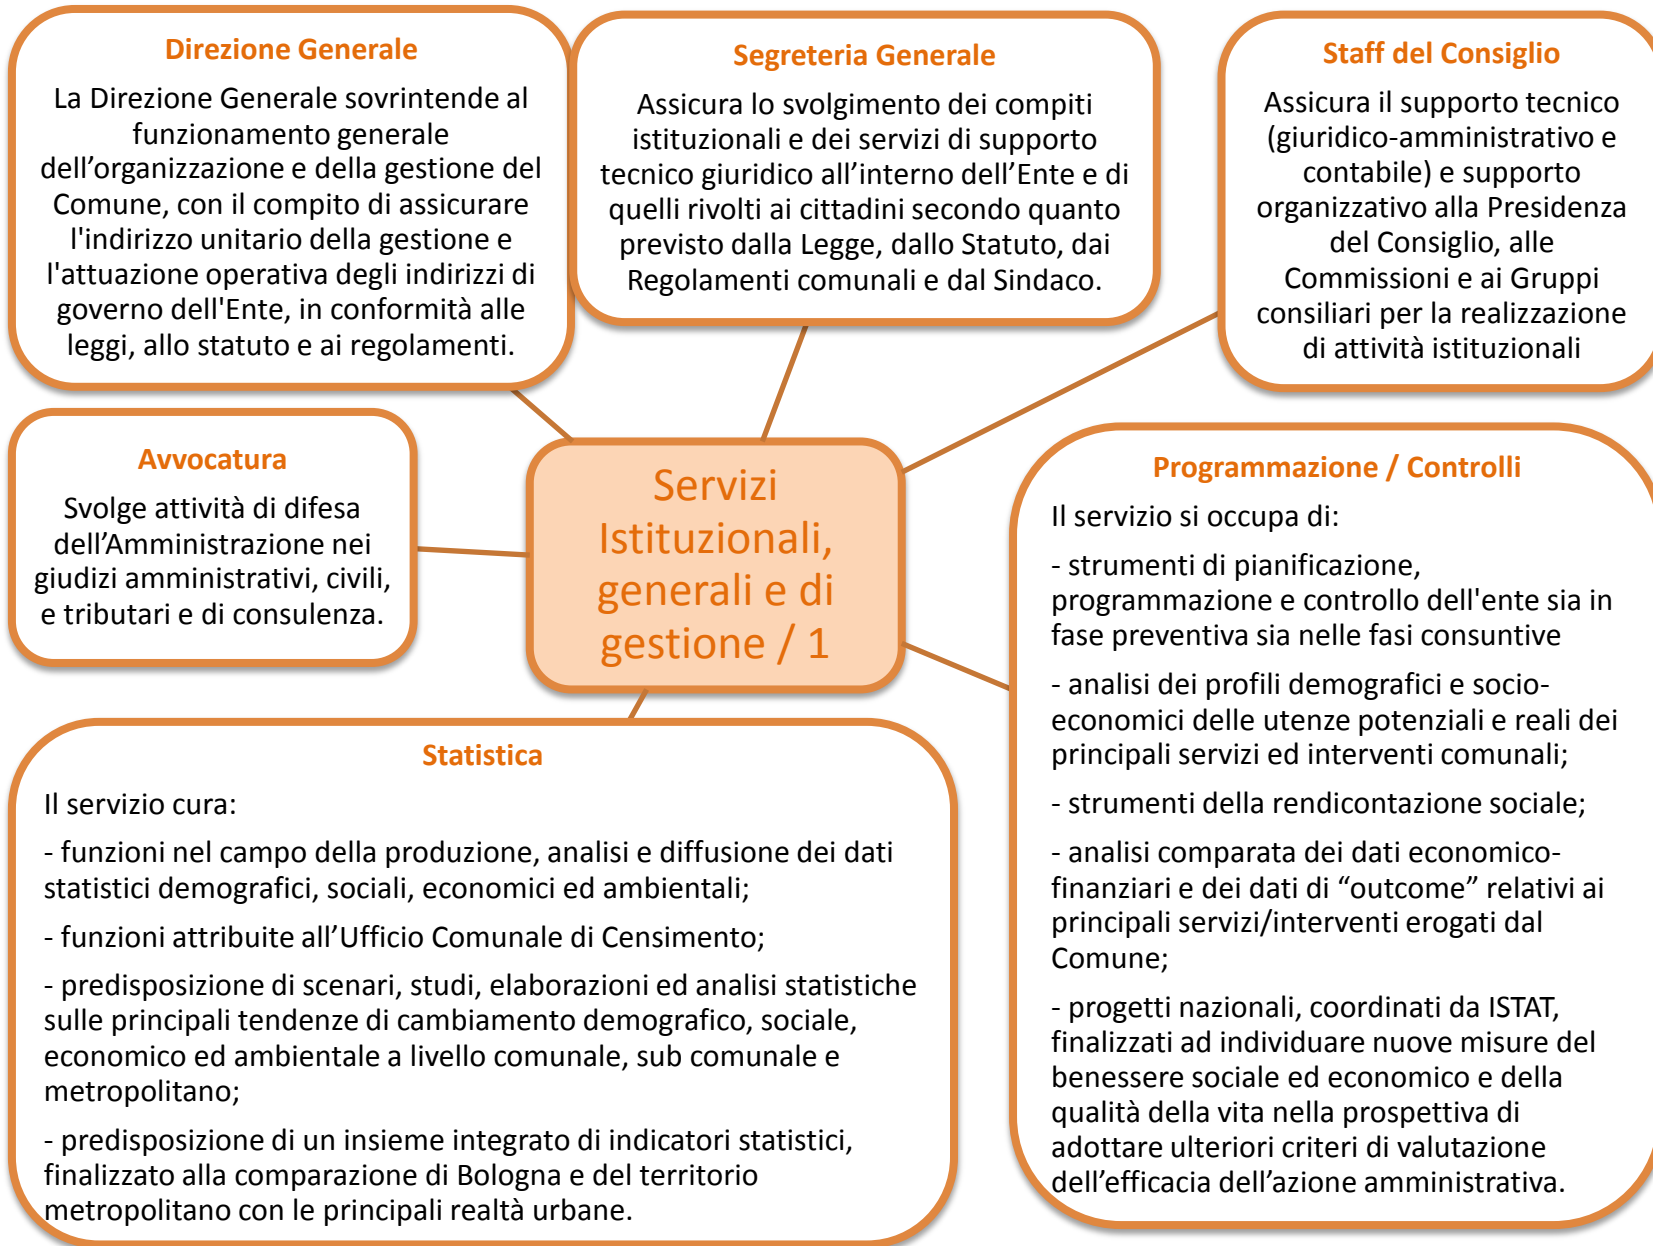 Direzione Generale
La Direzione Generale sovrintende al
funzionamento generale
dell’organizzazione e della gestione del
Comune, con il compito di assicurare
l'indirizzo unitario della gestione e
l'attuazione operativa degli indirizzi di
governo dell'Ente, in conformità alle
leggi, allo statuto e ai regolamenti.
Segreteria Generale
Assicura lo svolgimento dei compiti
istituzionali e dei servizi di supporto
tecnico giuridico all’interno dell’Ente e di
quelli rivolti ai cittadini secondo quanto
previsto dalla Legge, dallo Statuto, dai
Regolamenti comunali e dal Sindaco.
Staff del Consiglio
Assicura il supporto tecnico
(giuridico-amministrativo e
contabile) e supporto
organizzativo alla Presidenza
del Consiglio, alle
Commissioni e ai Gruppi
consiliari per la realizzazione
di attività istituzionali
Avvocatura
Svolge attività di difesa
dell’Amministrazione nei
giudizi amministrativi, civili,
e tributari e di consulenza.
Servizi
Istituzionali,
generali e di
gestione / 1
Programmazione / Controlli
Il servizio si occupa di:
- strumenti di pianificazione,
programmazione e controllo dell'ente sia in
fase preventiva sia nelle fasi consuntive
- analisi dei profili demografici e socio-
economici delle utenze potenziali e reali dei
principali servizi ed interventi comunali;
- strumenti della rendicontazione sociale;
- analisi comparata dei dati economico-
finanziari e dei dati di “outcome” relativi ai
principali servizi/interventi erogati dal
Comune;
- progetti nazionali, coordinati da ISTAT,
finalizzati ad individuare nuove misure del
benessere sociale ed economico e della
qualità della vita nella prospettiva di
adottare ulteriori criteri di valutazione
dell’efficacia dell’azione amministrativa.
Statistica
Il servizio cura:
- funzioni nel campo della produzione, analisi e diffusione dei dati
statistici demografici, sociali, economici ed ambientali;
- funzioni attribuite all’Ufficio Comunale di Censimento;
- predisposizione di scenari, studi, elaborazioni ed analisi statistiche
sulle principali tendenze di cambiamento demografico, sociale,
economico ed ambientale a livello comunale, sub comunale e
metropolitano;
- predisposizione di un insieme integrato di indicatori statistici,
finalizzato alla comparazione di Bologna e del territorio
metropolitano con le principali realtà urbane.